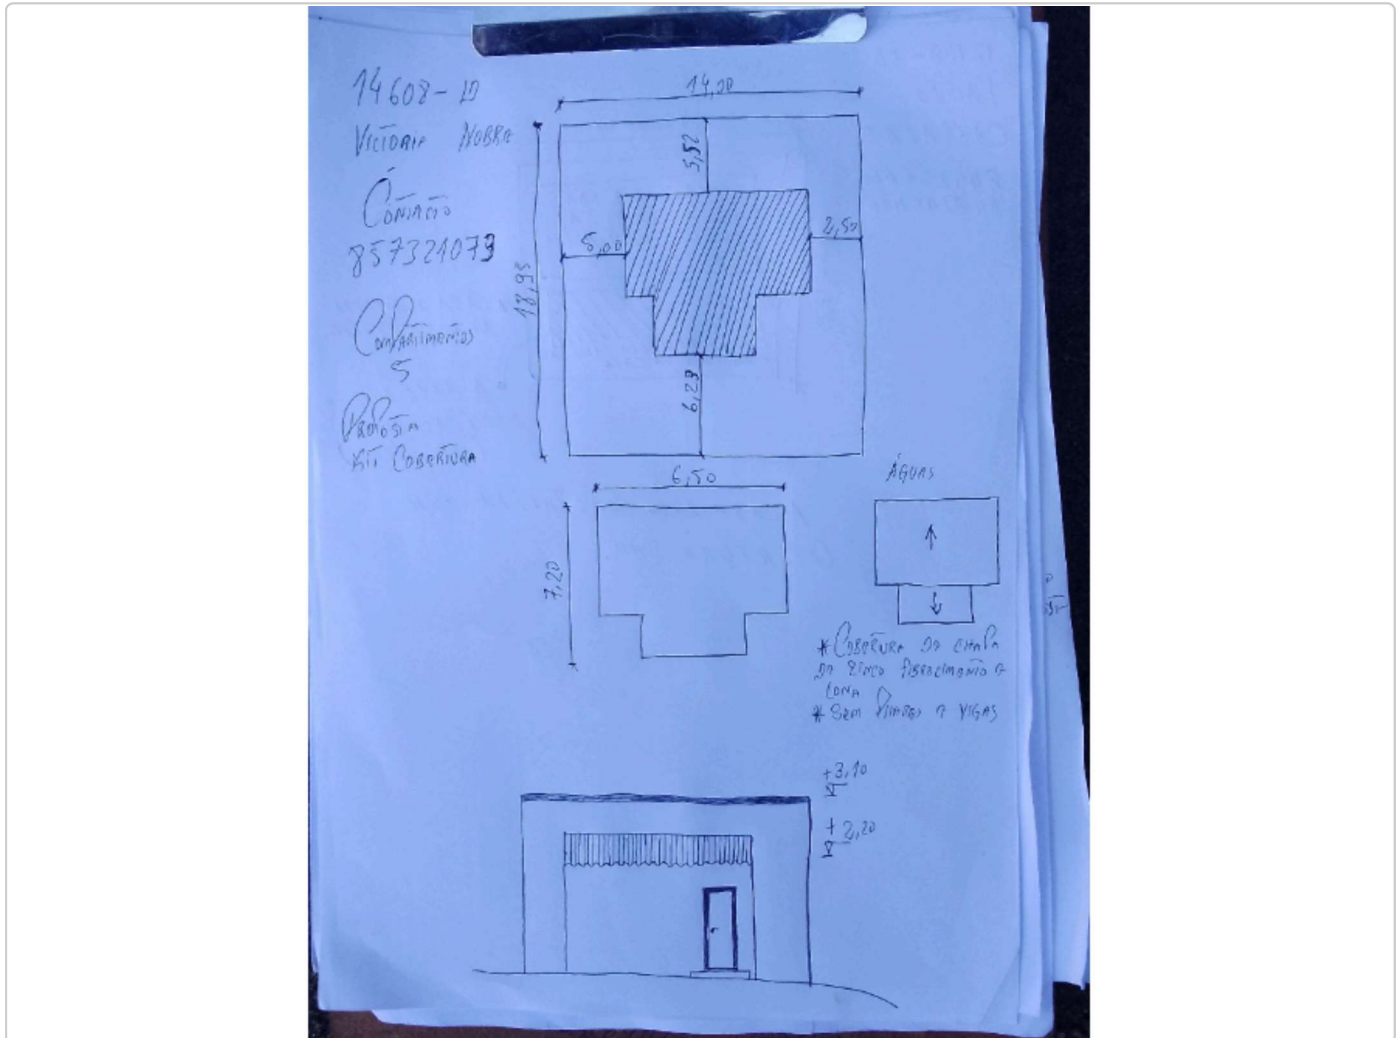 14608-ID
VICTORIA NOBRE
CONTACTO
857321073
COMPARTIMENTOS
5
PROPOSTA
KIT COBERTURA
14,00
5,52
5,00
2,50
18,95
6,23
6,50
7,20
ÁGUAS
* COBERTURA DE CHAPA
DE ZINCO FIBROCIMENTO E
LONA
* SEM PILARES E VIGAS
+3,10
+2,20